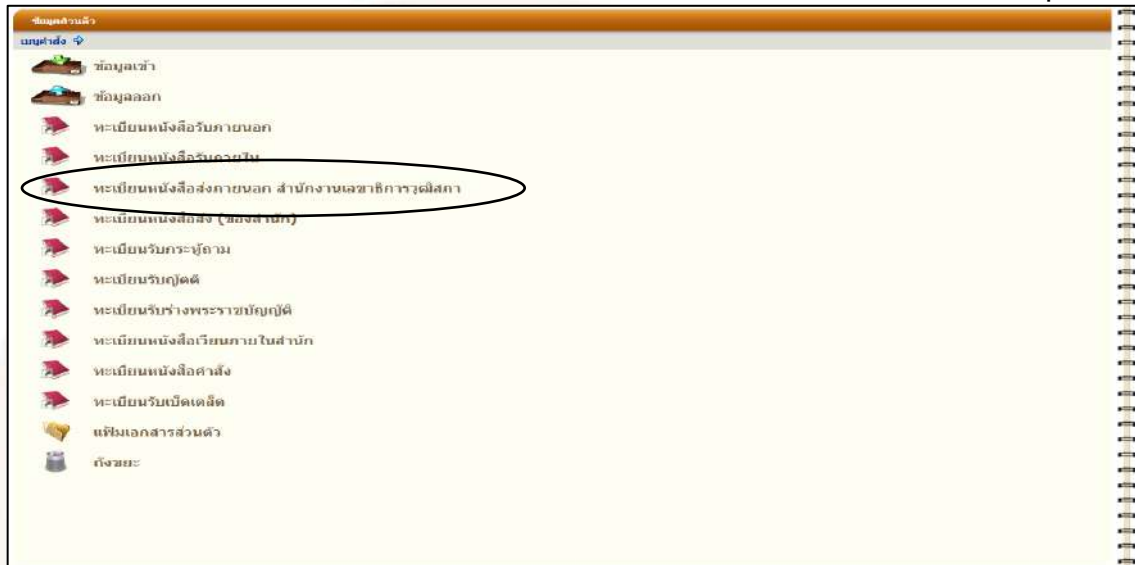 ข้อมูลส่วนตัว
เมนูคำสั่ง
ข้อมูลเข้า
ข้อมูลออก
ทะเบียนหนังสือรับภายนอก
ทะเบียนหนังสือรับภายใน
ทะเบียนหนังสือส่งภายนอก สำนักงานเลขาธิการวุฒิสภา
ทะเบียนหนังสือส่ง (ของสำนัก)
ทะเบียนรับกระทู้ถาม
ทะเบียนรับญัตติ
ทะเบียนรับร่างพระราชบัญญัติ
ทะเบียนหนังสือเวียนภายในสำนัก
ทะเบียนหนังสือคำสั่ง
ทะเบียนรับเบ็ดเตล็ด
แฟ้มเอกสารส่วนตัว
ถังขยะ